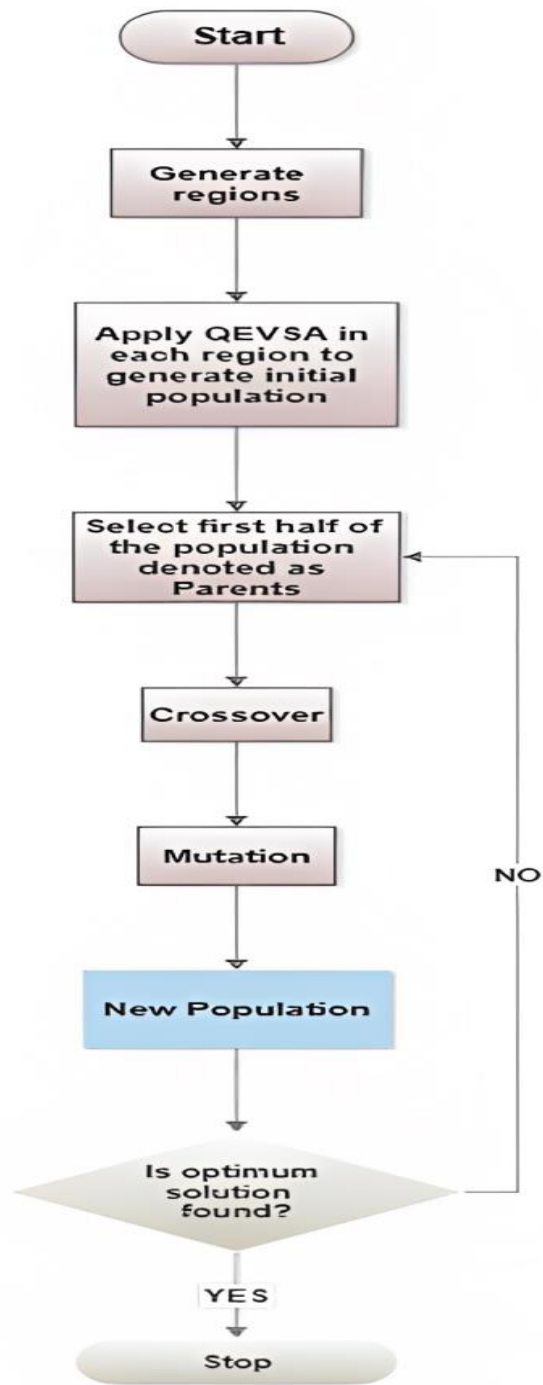 Start
Generate
regions
Apply QEVSA in
each region to
generate initial
population
Select first half of
the population
denoted as
Parents
Crossover
Mutation
NO
New Population
Is optimum
solution
found?
YES
Stop